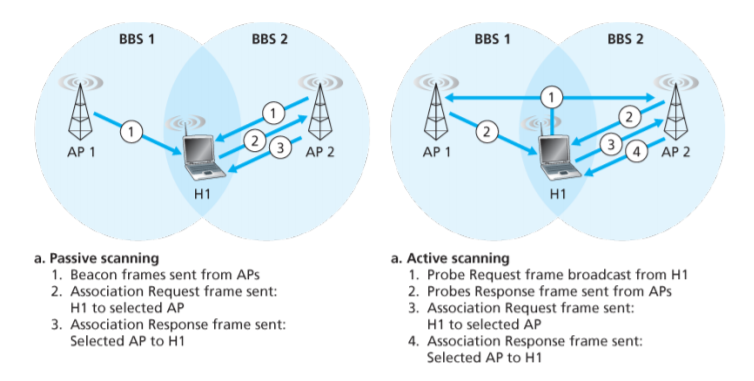 BBS 1
BBS 2
1
1
2
3
AP 1
AP 2
H1
a. Passive scanning
1. Beacon frames sent from APs
2. Association Request frame sent:
H1 to selected AP
3. Association Response frame sent:
Selected AP to H1
BBS 1
BBS 2
1
2
2
3
4
AP 1
AP 2
H1
a. Active scanning
1. Probe Request frame broadcast from H1
2. Probes Response frame sent from APs
3. Association Request frame sent:
H1 to selected AP
4. Association Response frame sent:
Selected AP to H1